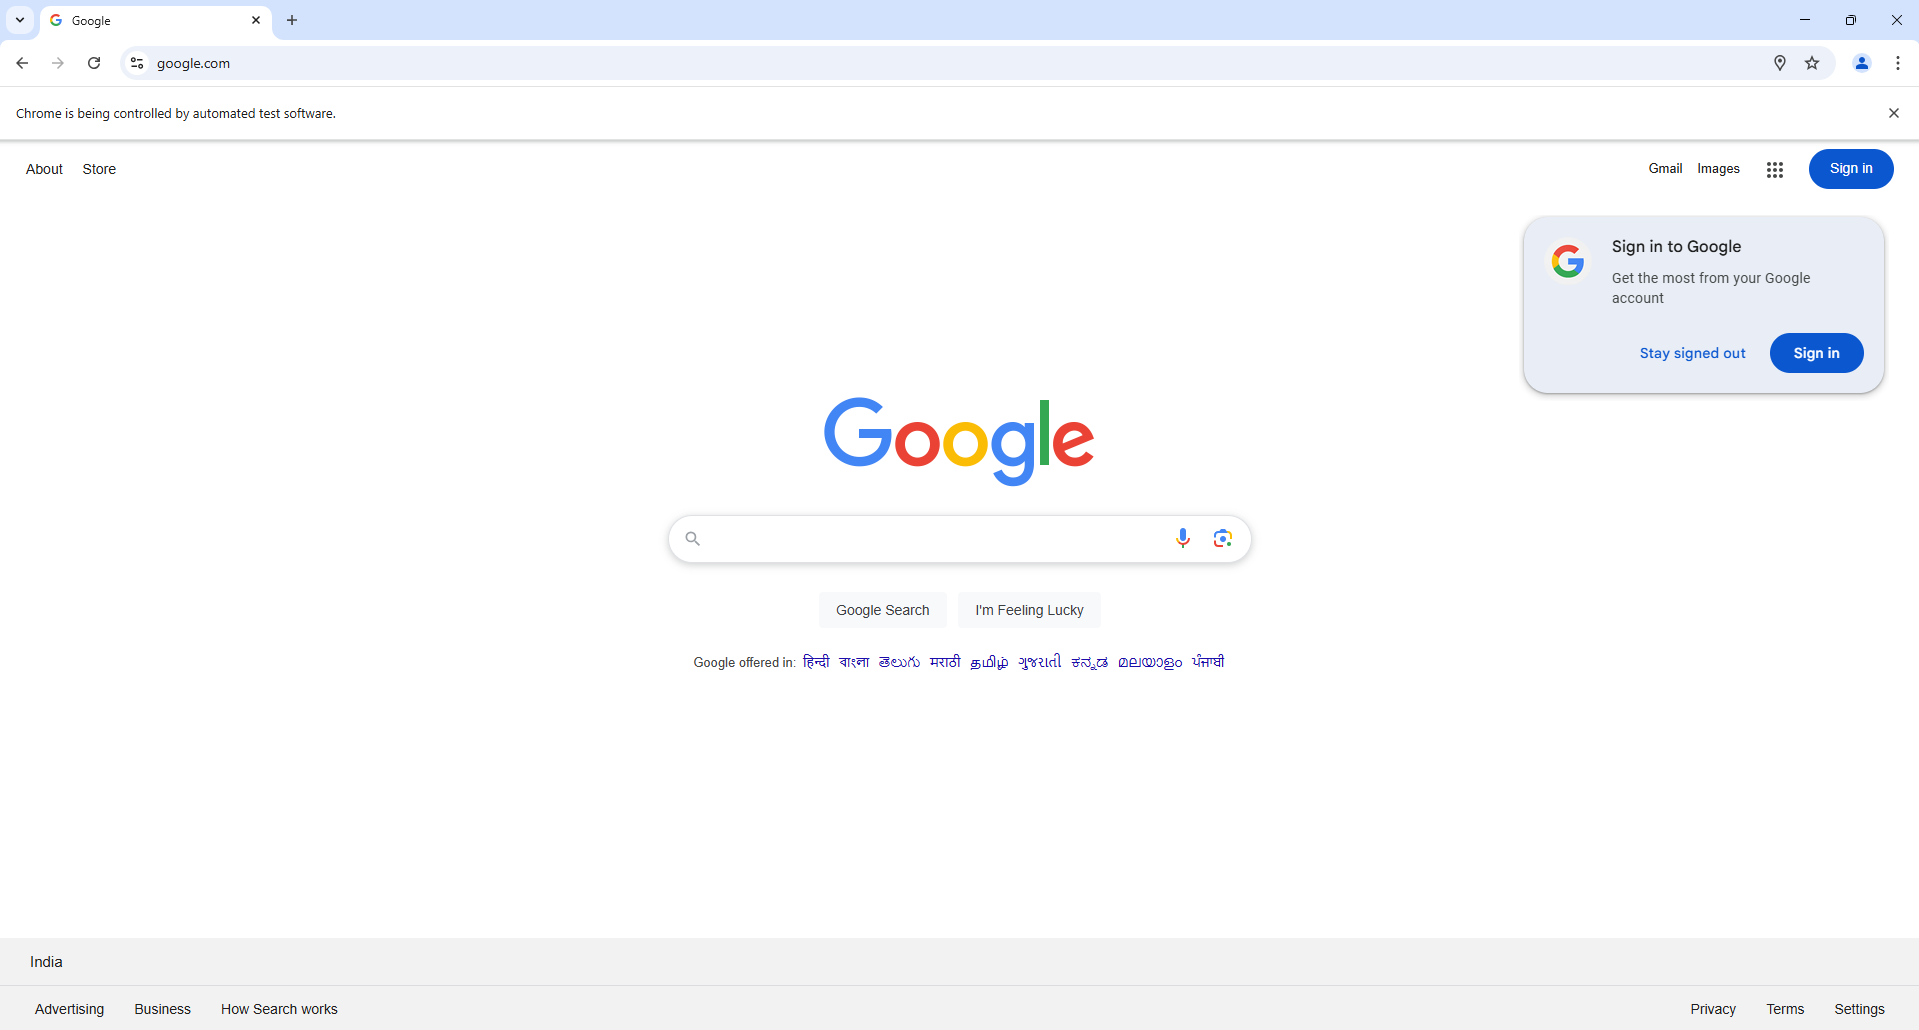 Google
google.com
Chrome is being controlled by automated test software.
About Store
Gmail Images Sign in
Sign in to Google
Get the most from your Google
account
Stay signed out Sign in
Google
Google Search I'm Feeling Lucky
Google offered in: हिन्दी বাংলা తెలుగు मराठी தமிழ் ગુજરાતી ಕನ್ನಡ മലയാളം ਪੰਜਾਬੀ
India
Advertising Business How Search works
Privacy Terms Settings